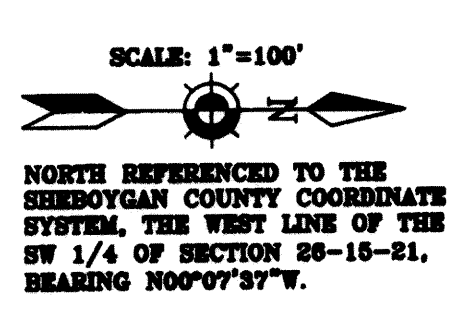 SCALE: 1"=100'
N
NORTH REFERENCED TO THE
SHEBOYGAN COUNTY COORDINATE
SYSTEM, THE WEST LINE OF THE
SW 1/4 OF SECTION 26-15-21,
BEARING N00°07'37"W.